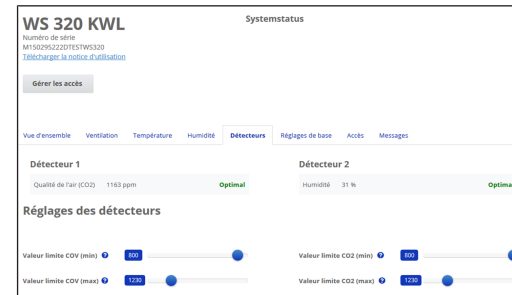 WS 320 KWL
Systemstatus
Numéro de série
M150295222DTESTWS320
Télécharger la notice d'utilisation
Gérer les accès
Vue d'ensemble Ventilation Température Humidité Détecteurs Réglages de base Accès Messages
Détecteur 1 Détecteur 2
Qualité de l'air (CO2) 1163 ppm Optimal Humidité 31 % Optima
Réglages des détecteurs
Valeur limite COV (min) ? 800 Valeur limite CO2 (min) ? 800
Valeur limite COV (max) ? 1230 Valeur limite CO2 (max) ? 1230